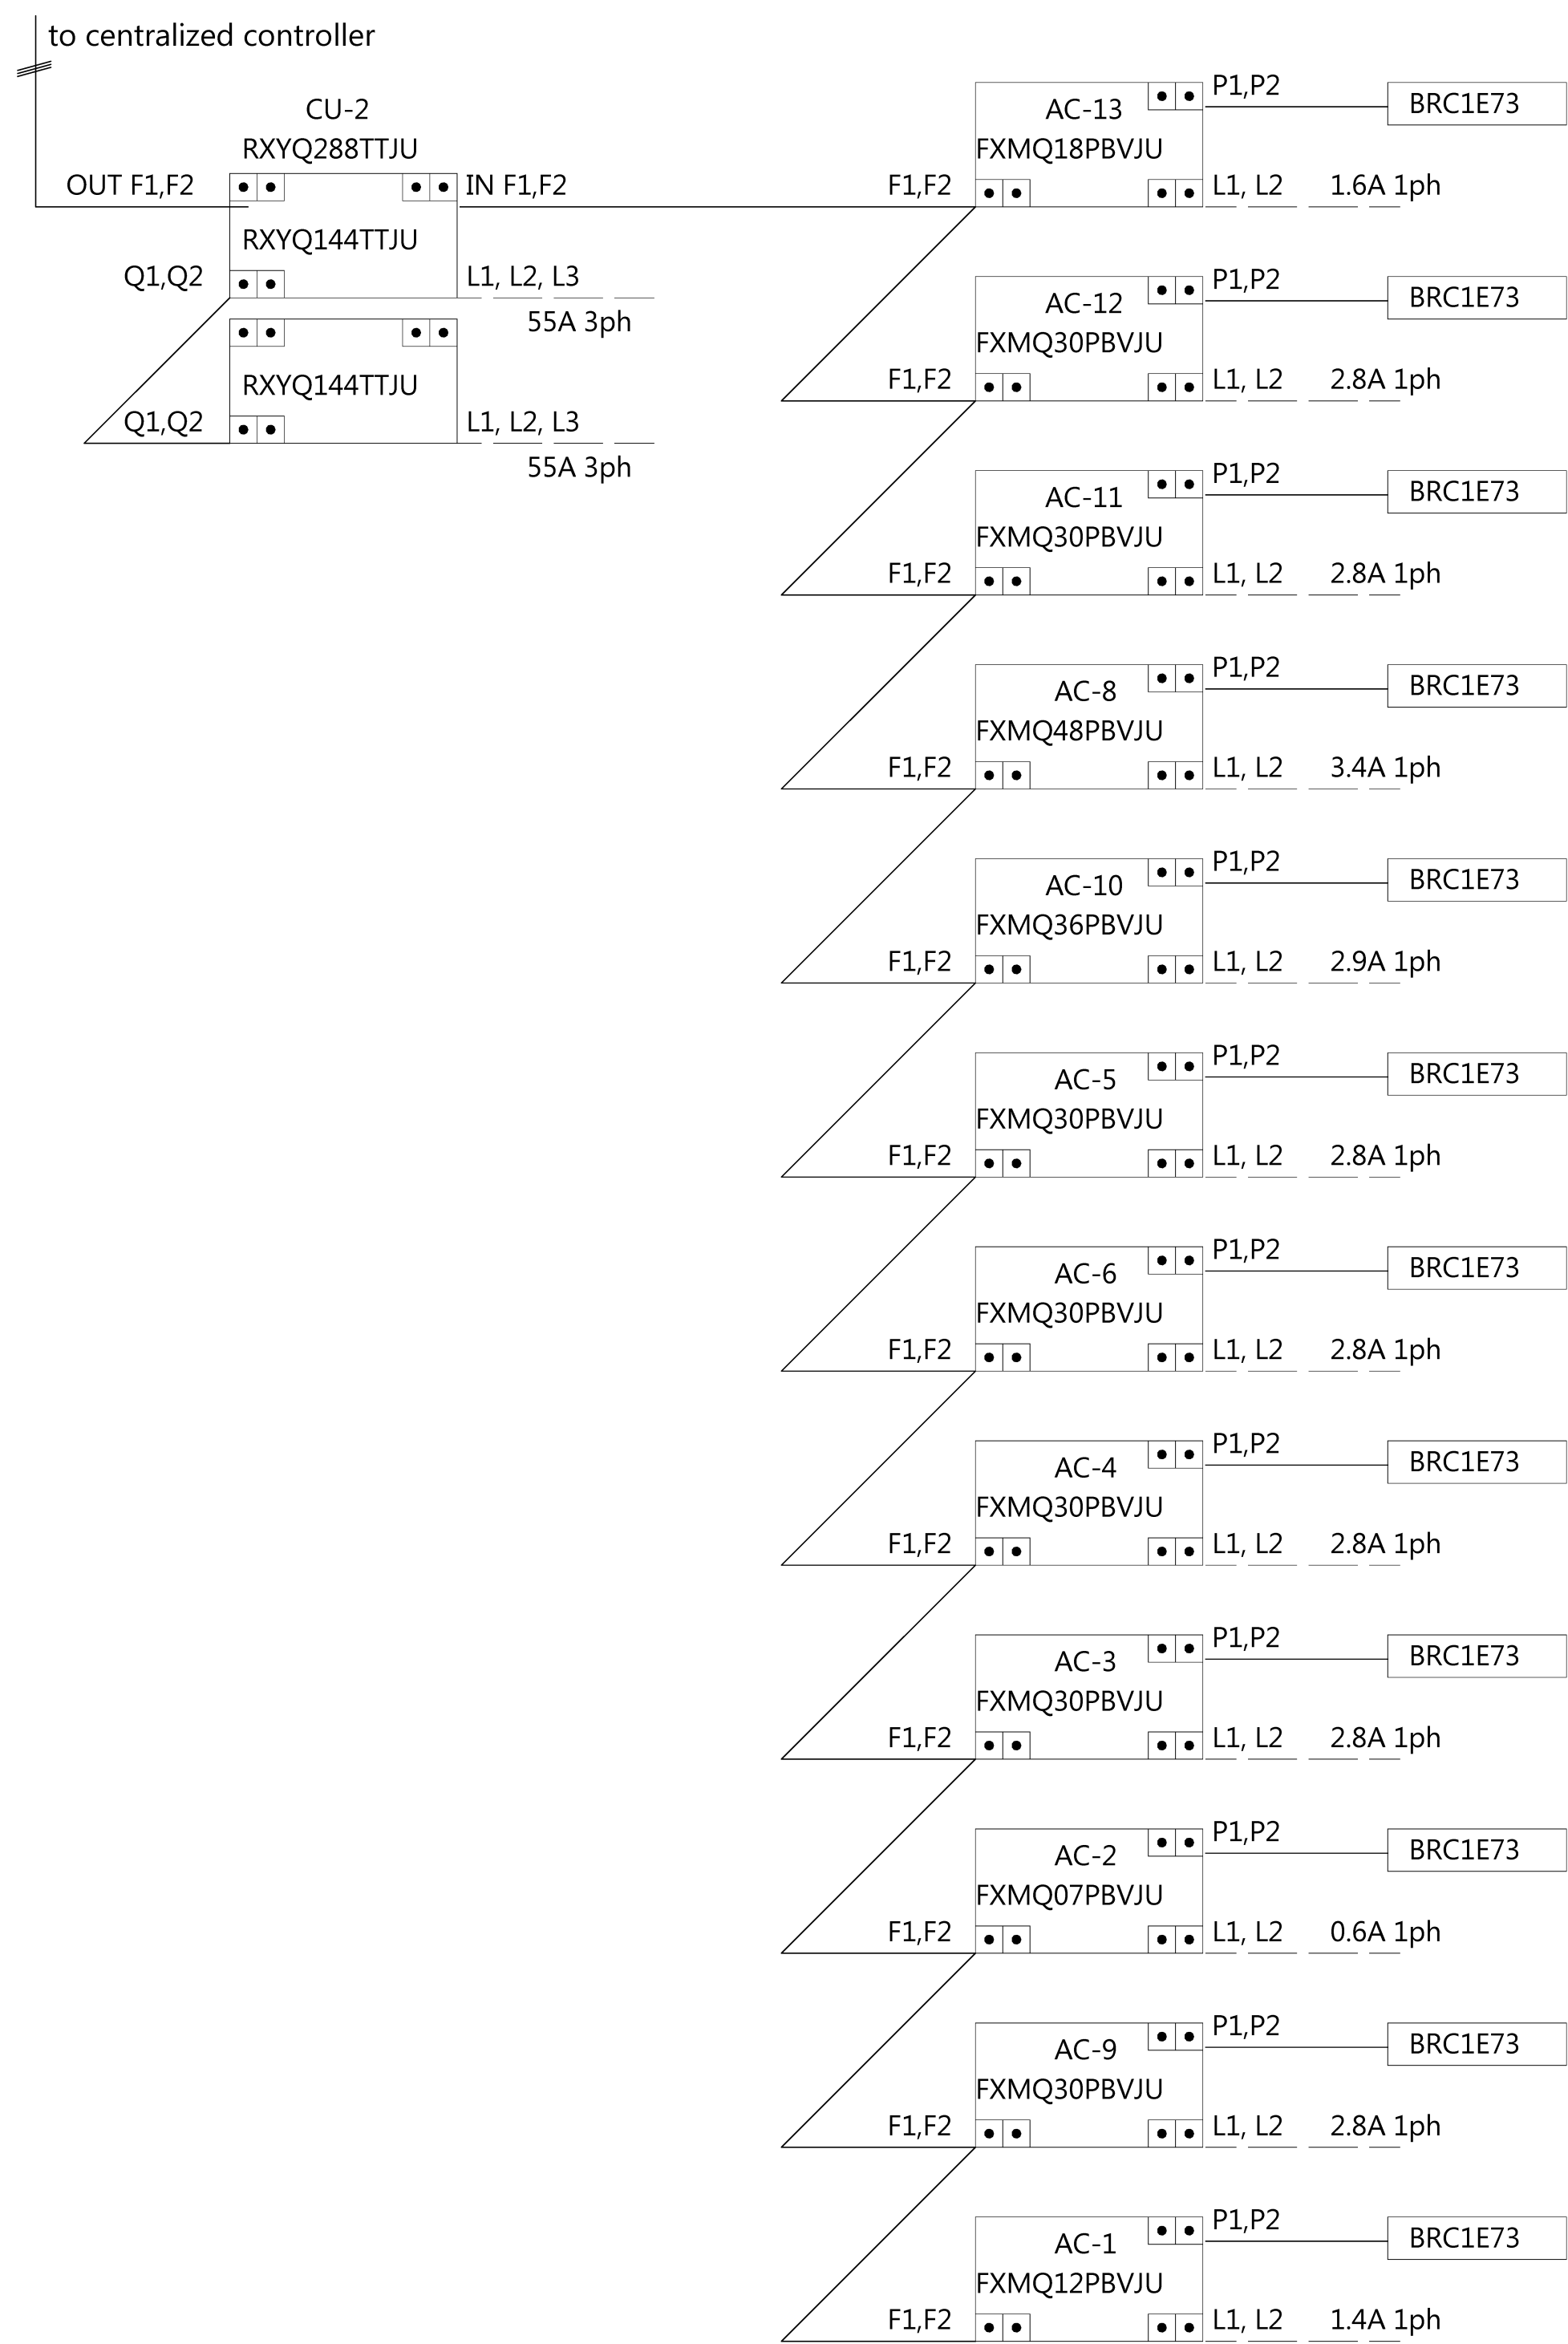 to centralized controller
CU-2
RXYQ288TTJU
OUT F1,F2
IN F1,F2
RXYQ144TTJU
Q1,Q2
L1, L2, L3
55A 3ph
RXYQ144TTJU
Q1,Q2
L1, L2, L3
55A 3ph
AC-13
FXMQ18PBVJU
P1,P2
BRC1E73
F1,F2
L1, L2
1.6A 1ph
AC-12
FXMQ30PBVJU
P1,P2
BRC1E73
F1,F2
L1, L2
2.8A 1ph
AC-11
FXMQ30PBVJU
P1,P2
BRC1E73
F1,F2
L1, L2
2.8A 1ph
AC-8
FXMQ48PBVJU
P1,P2
BRC1E73
F1,F2
L1, L2
3.4A 1ph
AC-10
FXMQ36PBVJU
P1,P2
BRC1E73
F1,F2
L1, L2
2.9A 1ph
AC-5
FXMQ30PBVJU
P1,P2
BRC1E73
F1,F2
L1, L2
2.8A 1ph
AC-6
FXMQ30PBVJU
P1,P2
BRC1E73
F1,F2
L1, L2
2.8A 1ph
AC-4
FXMQ30PBVJU
P1,P2
BRC1E73
F1,F2
L1, L2
2.8A 1ph
AC-3
FXMQ30PBVJU
P1,P2
BRC1E73
F1,F2
L1, L2
2.8A 1ph
AC-2
FXMQ07PBVJU
P1,P2
BRC1E73
F1,F2
L1, L2
0.6A 1ph
AC-9
FXMQ30PBVJU
P1,P2
BRC1E73
F1,F2
L1, L2
2.8A 1ph
AC-1
FXMQ12PBVJU
P1,P2
BRC1E73
F1,F2
L1, L2
1.4A 1ph